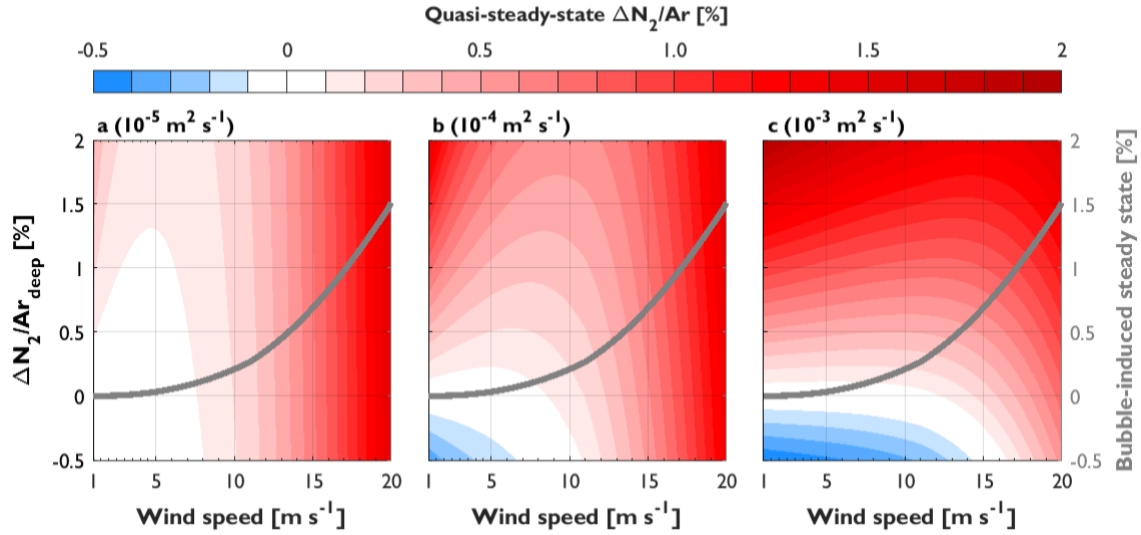 Quasi-steady-state ΔN₂/Ar [%]
-0.5 0 0.5 1.0 1.5 2
a (10⁻⁵ m² s⁻¹)
b (10⁻⁴ m² s⁻¹)
c (10⁻³ m² s⁻¹)
ΔN₂/Ar_deep [%]
2
1.5
1
0.5
0
-0.5
1 5 10 15 20
1 5 10 15 20
1 5 10 15 20
2
1.5
1
0.5
0
-0.5
Bubble-induced steady state [%]
Wind speed [m s⁻¹]
Wind speed [m s⁻¹]
Wind speed [m s⁻¹]